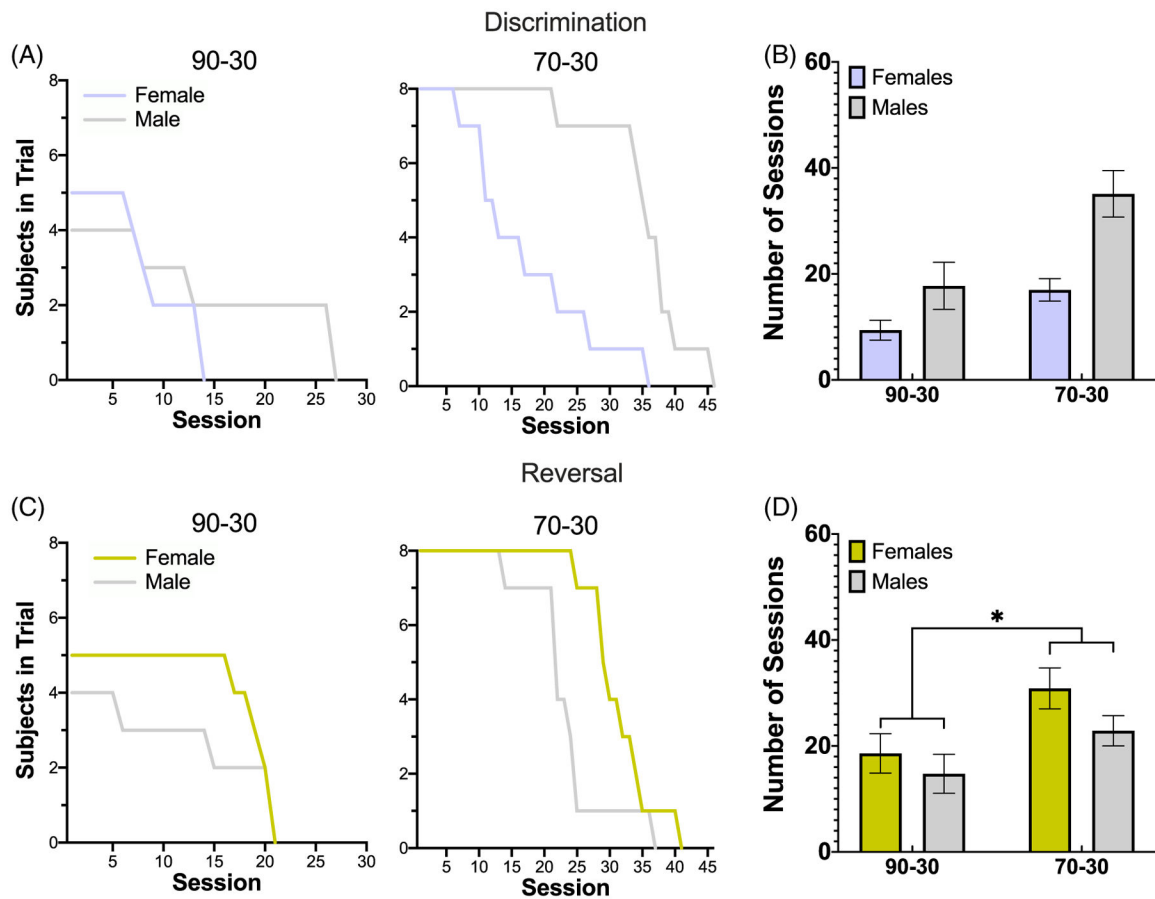 Discrimination
(A)
90-30
Female
Male
Subjects in Trial
8
6
4
2
0
5 10 15 20 25 30
Session
70-30
8
6
4
2
0
5 10 15 20 25 30 35 40 45
Session
(B)
Females
Males
Number of Sessions
60
40
20
0
90-30 70-30
Reversal
(C)
90-30
Female
Male
Subjects in Trial
8
6
4
2
0
5 10 15 20 25 30
Session
70-30
8
6
4
2
0
5 10 15 20 25 30 35 40 45
Session
(D)
Females
Males
*
Number of Sessions
60
40
20
0
90-30 70-30